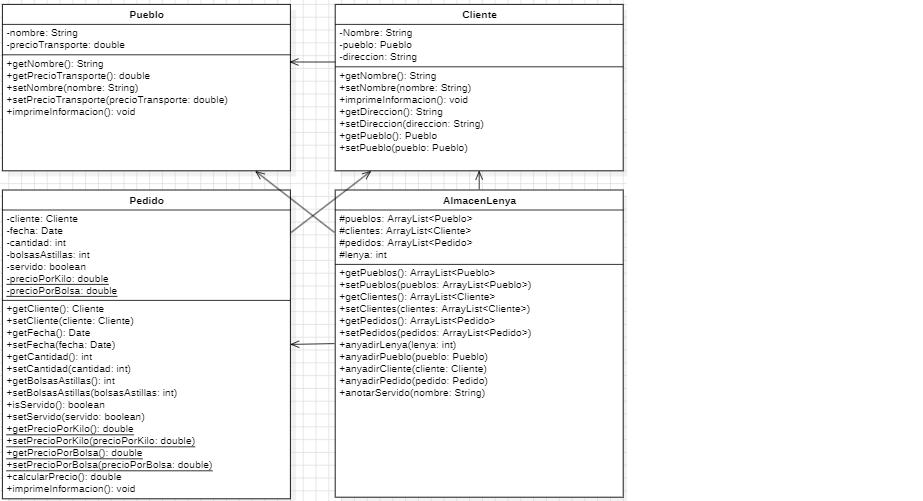 Pueblo
-nombre: String
-precioTransporte: double
+getNombre(): String
+getPrecioTransporte(): double
+setNombre(nombre: String)
+setPrecioTransporte(precioTransporte: double)
+imprimeInformacion(): void
Cliente
-Nombre: String
-pueblo: Pueblo
-direccion: String
+getNombre(): String
+setNombre(nombre: String)
+imprimeInformacion(): void
+getDireccion(): String
+setDireccion(direccion: String)
+getPueblo(): Pueblo
+setPueblo(pueblo: Pueblo)
Pedido
-cliente: Cliente
-fecha: Date
-cantidad: int
-bolsasAstillas: int
-servido: boolean
-precioPorKilo: double
-precioPorBolsa: double
+getCliente(): Cliente
+setCliente(cliente: Cliente)
+getFecha(): Date
+setFecha(fecha: Date)
+getCantidad(): int
+setCantidad(cantidad: int)
+getBolsasAstillas(): int
+setBolsasAstillas(bolsasAstillas: int)
+isServido(): boolean
+setServido(servido: boolean)
+getPrecioPorKilo(): double
+setPrecioPorKilo(precioPorKilo: double)
+getPrecioPorBolsa(): double
+setPrecioPorBolsa(precioPorBolsa: double)
+calcularPrecio(): double
+imprimeInformacion(): void
AlmacenLenya
#pueblos: ArrayList<Pueblo>
#clientes: ArrayList<Cliente>
#pedidos: ArrayList<Pedido>
#lenya: int
+getPueblos(): ArrayList<Pueblo>
+setPueblos(pueblos: ArrayList<Pueblo>)
+getClientes(): ArrayList<Cliente>
+setClientes(clientes: ArrayList<Cliente>)
+getPedidos(): ArrayList<Pedido>
+setPedidos(pedidos: ArrayList<Pedido>)
+anyadirLenya(lenya: int)
+anyadirPueblo(pueblo: Pueblo)
+anyadirCliente(cliente: Cliente)
+anyadirPedido(pedido: Pedido)
+anotarServido(nombre: String)